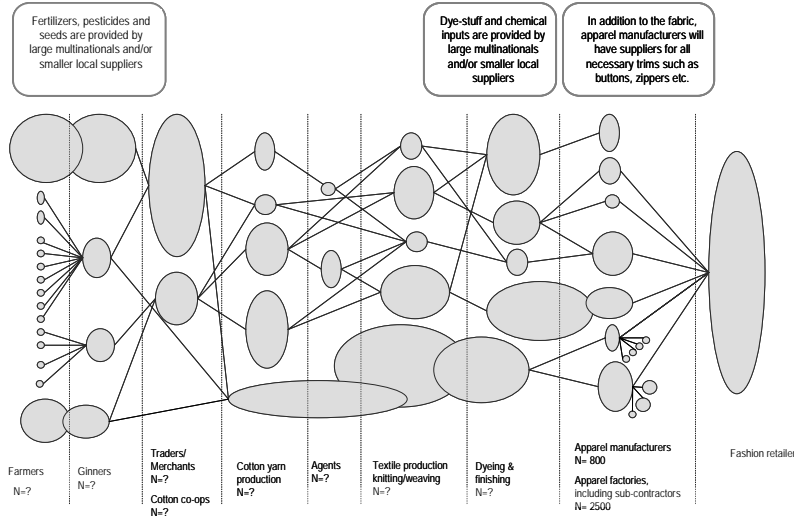 Fertilizers, pesticides and
seeds are provided by
large multinationals and/or
smaller local suppliers
Dye-stuff and chemical
inputs are provided by
large multinationals
and/or smaller local
suppliers
In addition to the fabric,
apparel manufacturers will
have suppliers for all
necessary trims such as
buttons, zippers etc.
Farmers
N=?
Ginners
N=?
Traders/
Merchants
N=?
Cotton co-ops
N=?
Cotton yarn
production
N=?
Agents
N=?
Textile production
knitting/weaving
N=?
Dyeing &
finishing
N=?
Apparel manufacturers
N= 800
Apparel factories,
including sub-contractors
N= 2500
Fashion retailer